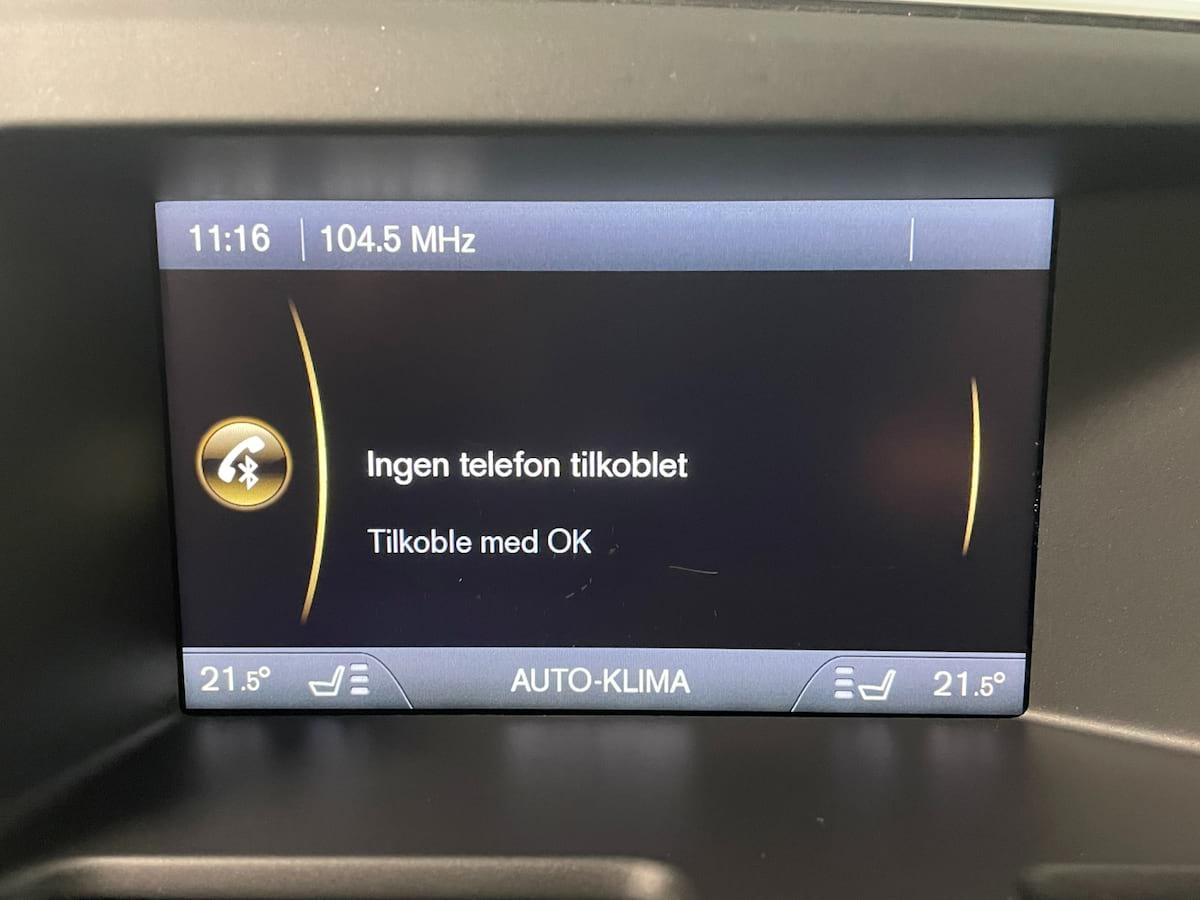 11:16 104.5 MHz
Ingen telefon tilkoblet
Tilkoble med OK
21.5° AUTO-KLIMA 21.5°